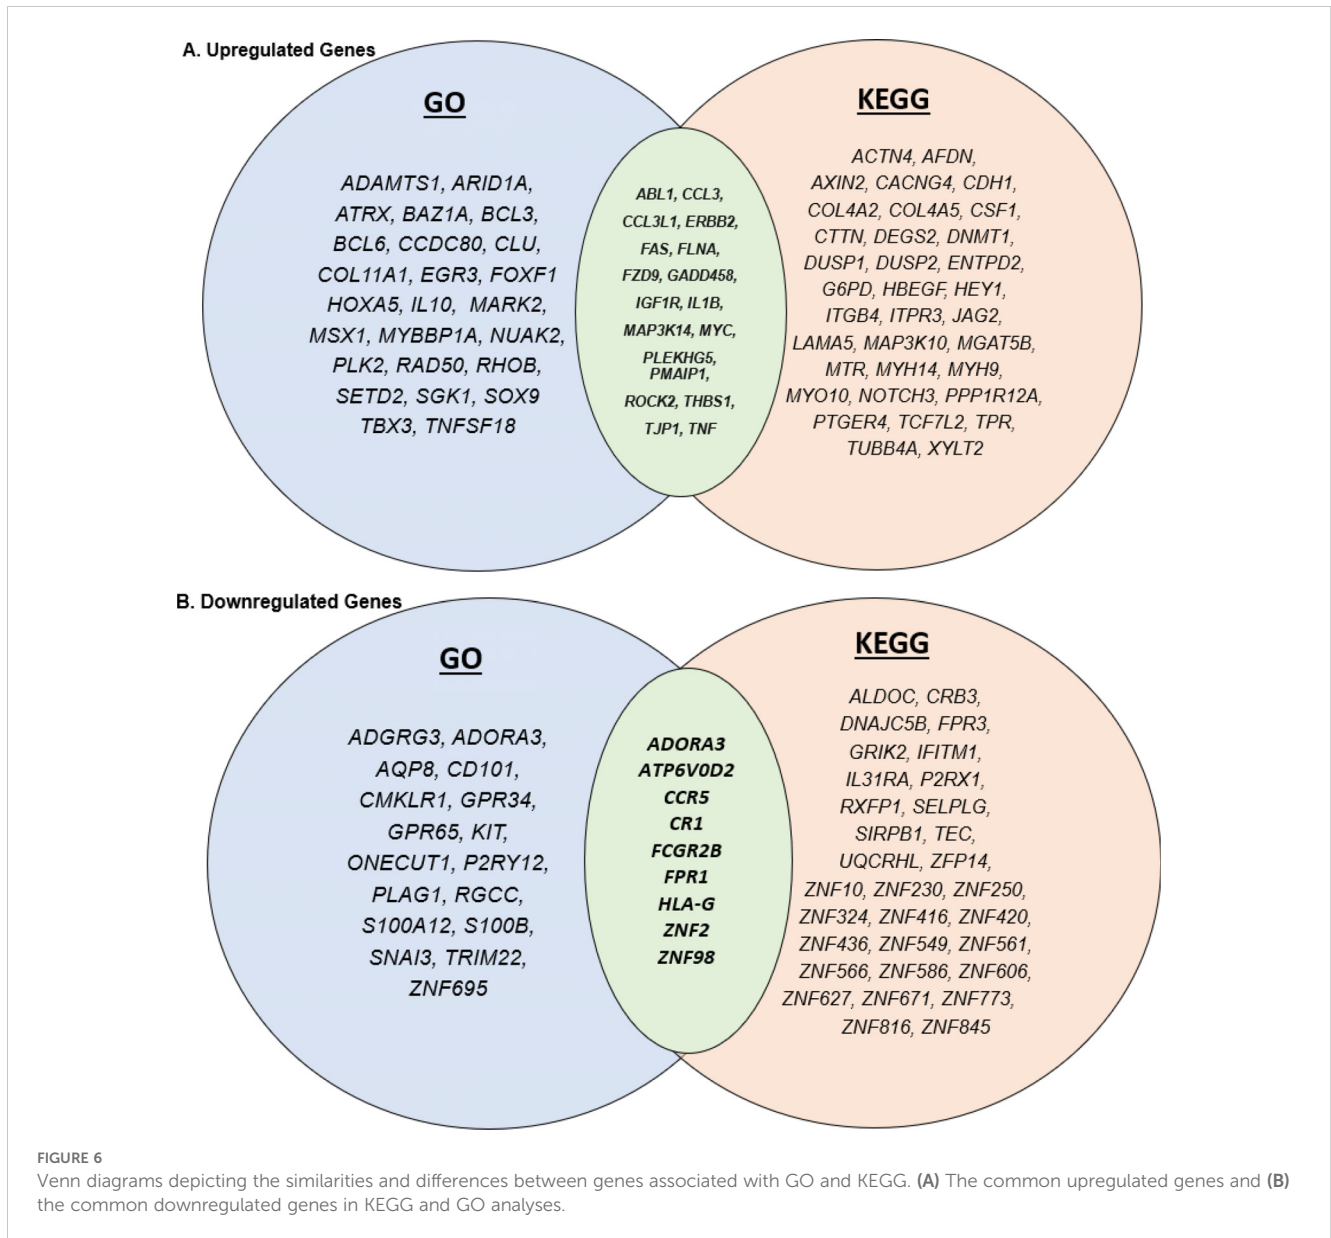 A. Upregulated Genes
GO
ADAMTS1, ARID1A,
ATRX, BAZ1A, BCL3,
BCL6, CCDC80, CLU,
COL11A1, EGR3, FOXF1
HOXA5, IL10, MARK2,
MSX1, MYBBP1A, NUAK2,
PLK2, RAD50, RHOB,
SETD2, SGK1, SOX9
TBX3, TNFSF18
ABL1, CCL3,
CCL3L1, ERBB2,
FAS, FLNA,
FZD9, GADD458,
IGF1R, IL1B,
MAP3K14, MYC,
PLEKHG5,
PMAIP1,
ROCK2, THBS1,
TJP1, TNF
KEGG
ACTN4, AFDN,
AXIN2, CACNG4, CDH1,
COL4A2, COL4A5, CSF1,
CTTN, DEGS2, DNMT1,
DUSP1, DUSP2, ENTPD2,
G6PD, HBEGF, HEY1,
ITGB4, ITPR3, JAG2,
LAMA5, MAP3K10, MGAT5B,
MTR, MYH14, MYH9,
MYO10, NOTCH3, PPP1R12A,
PTGER4, TCF7L2, TPR,
TUBB4A, XYLT2
B. Downregulated Genes
GO
ADGRG3, ADORA3,
AQP8, CD101,
CMKLR1, GPR34,
GPR65, KIT,
ONECUT1, P2RY12,
PLAG1, RGCC,
S100A12, S100B,
SNAI3, TRIM22,
ZNF695
ADORA3
ATP6V0D2
CCR5
CR1
FCGR2B
FPR1
HLA-G
ZNF2
ZNF98
KEGG
ALDOC, CRB3,
DNAJC5B, FPR3,
GRIK2, IFITM1,
IL31RA, P2RX1,
RXFP1, SELPLG,
SIRPB1, TEC,
UQCRHL, ZFP14,
ZNF10, ZNF230, ZNF250,
ZNF324, ZNF416, ZNF420,
ZNF436, ZNF549, ZNF561,
ZNF566, ZNF586, ZNF606,
ZNF627, ZNF671, ZNF773,
ZNF816, ZNF845
FIGURE 6
Venn diagrams depicting the similarities and differences between genes associated with GO and KEGG. (A) The common upregulated genes and (B)
the common downregulated genes in KEGG and GO analyses.